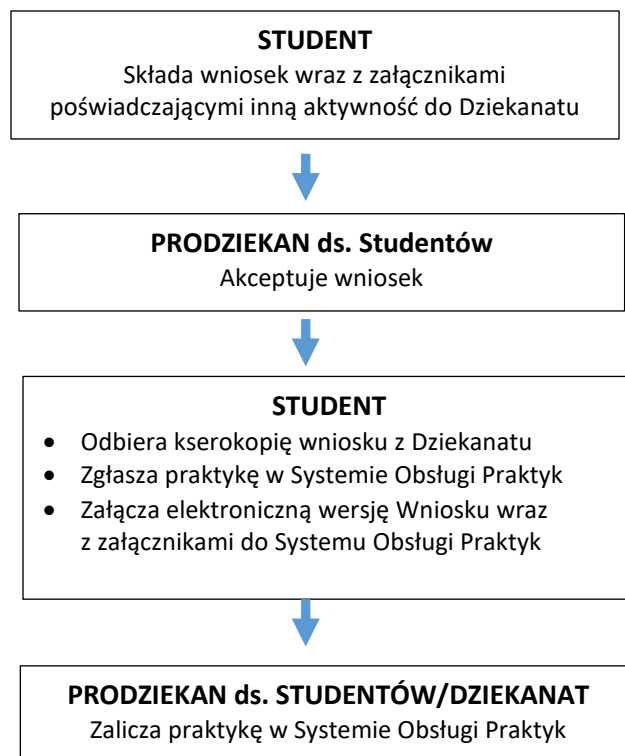 STUDENT
Składa wniosek wraz z załącznikami
poświadczającymi inną aktywność do Dziekanatu
PRODZIEKAN ds. Studentów
Akceptuje wniosek
STUDENT
• Odbiera kserokopię wniosku z Dziekanatu
• Zgłasza praktykę w Systemie Obsługi Praktyk
• Załącza elektroniczną wersję Wniosku wraz
z załącznikami do Systemu Obsługi Praktyk
PRODZIEKAN ds. STUDENTÓW/DZIEKANAT
Zalicza praktykę w Systemie Obsługi Praktyk